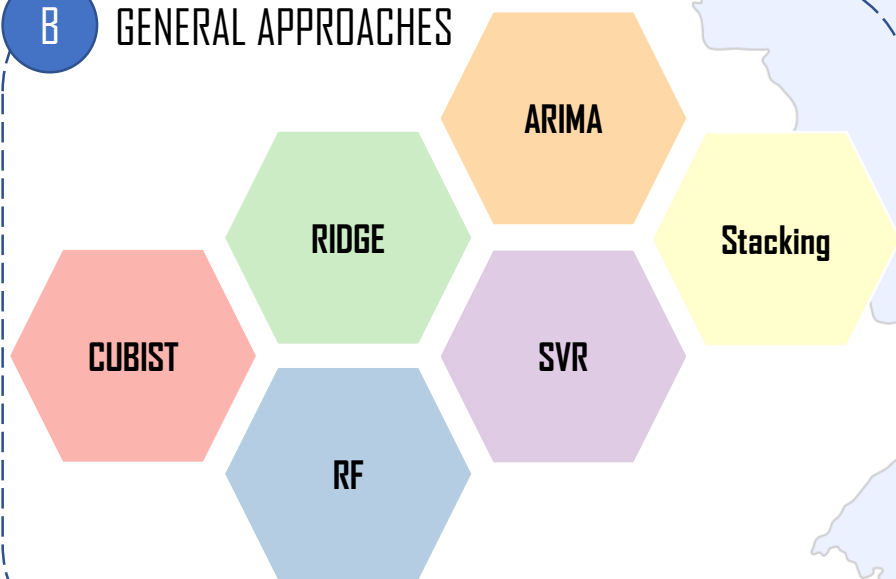 B GENERAL APPROACHES
ARIMA
RIDGE
Stacking
CUBIST
SVR
RF